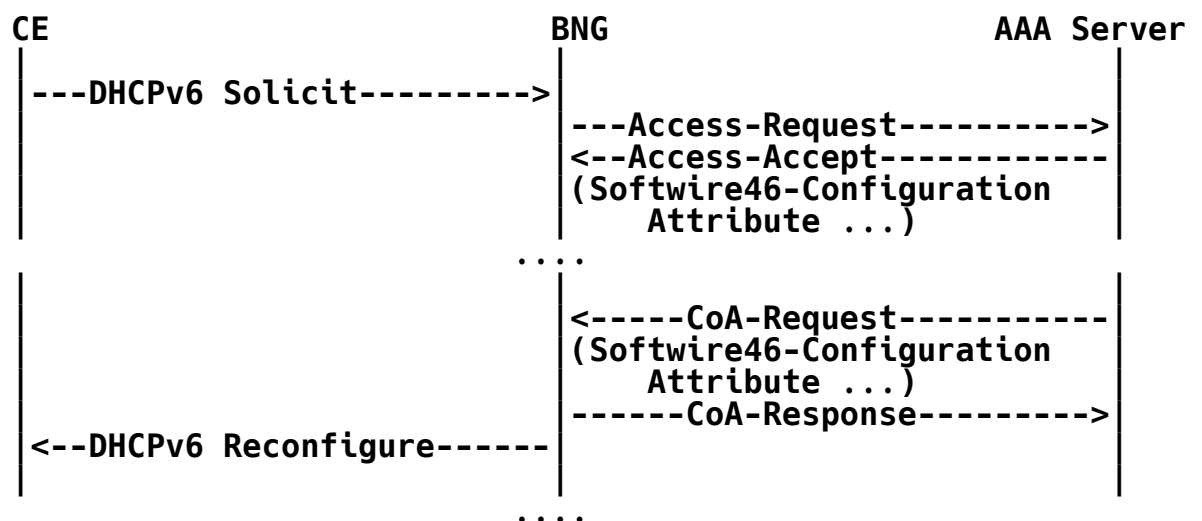 CE BNG AAA Server
---DHCPv6 Solicit--------->
---Access-Request---------->
<--Access-Accept------------
(Softwire46-Configuration
Attribute ...)
....
<-----CoA-Request-----------
(Softwire46-Configuration
Attribute ...)
------CoA-Response--------->
<--DHCPv6 Reconfigure------
....